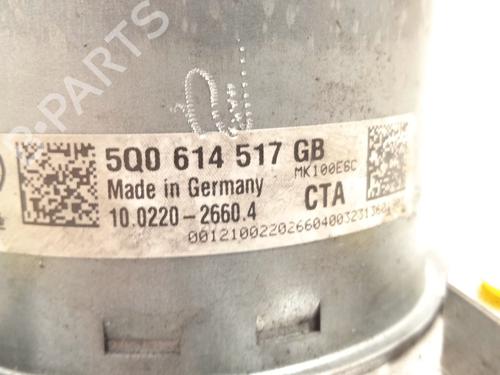 B-PARTS
5Q0 614 517 GB
MK100E6C
Made in Germany
CTA
10.0220-2660.4